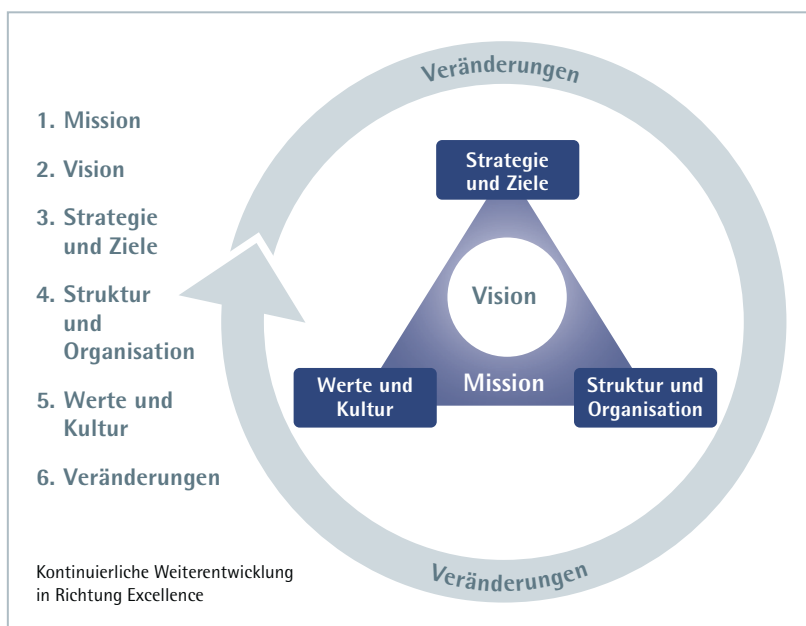 1. Mission
2. Vision
3. Strategie
und Ziele
4. Struktur
und
Organisation
5. Werte und
Kultur
6. Veränderungen
Kontinuierliche Weiterentwicklung
in Richtung Excellence
Veränderungen
Strategie
und Ziele
Vision
Werte und
Kultur
Mission
Struktur und
Organisation
Veränderungen